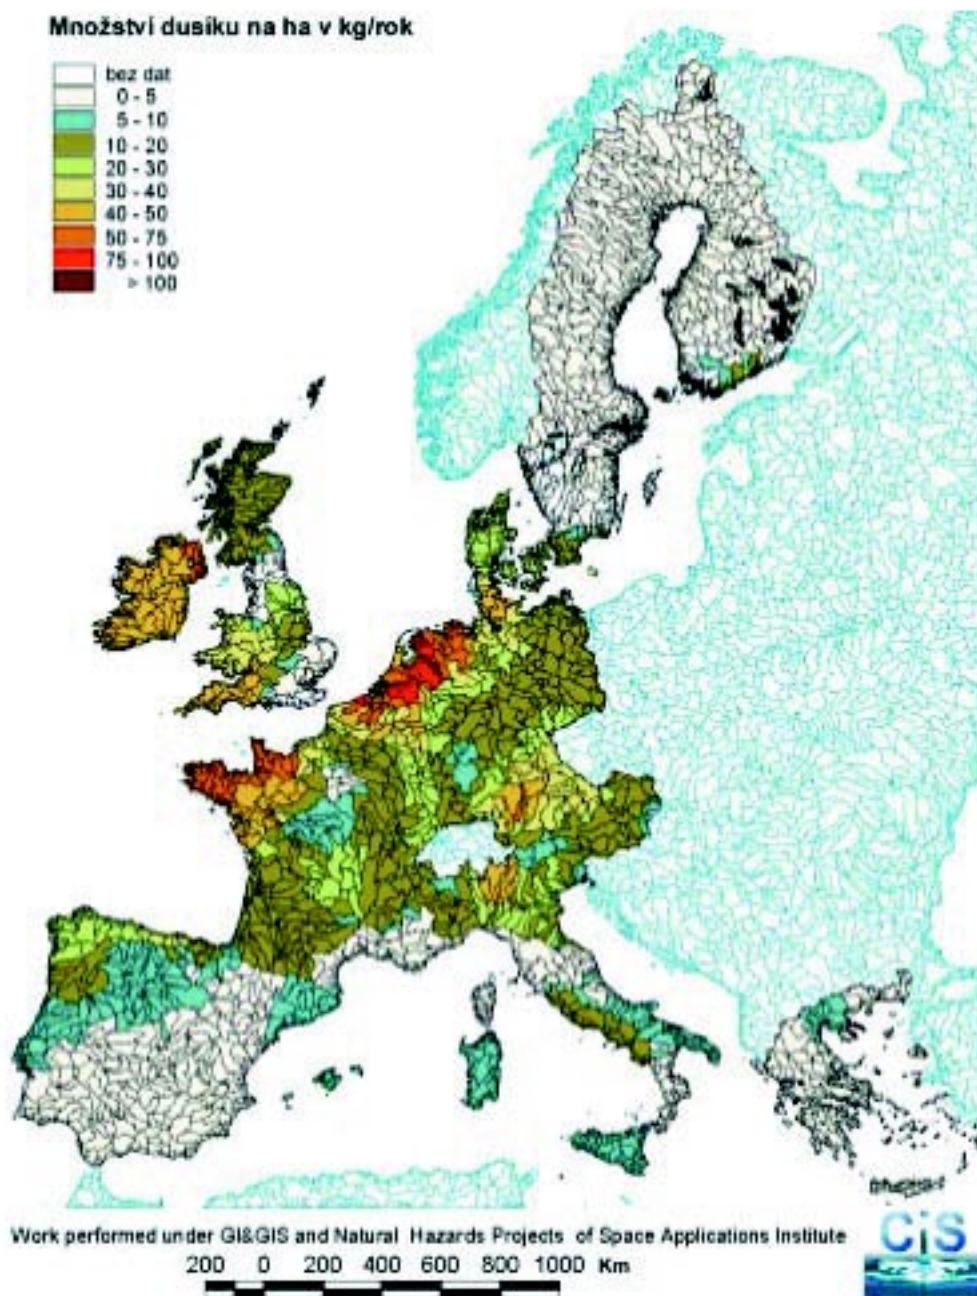 Množství dusíku na ha v kg/rok
bez dat
0 - 5
5 - 10
10 - 20
20 - 30
30 - 40
40 - 50
50 - 75
75 - 100
> 100
Work performed under GI&GIS and Natural Hazards Projects of Space Applications Institute
200 0 200 400 600 800 1000 Km
CiS